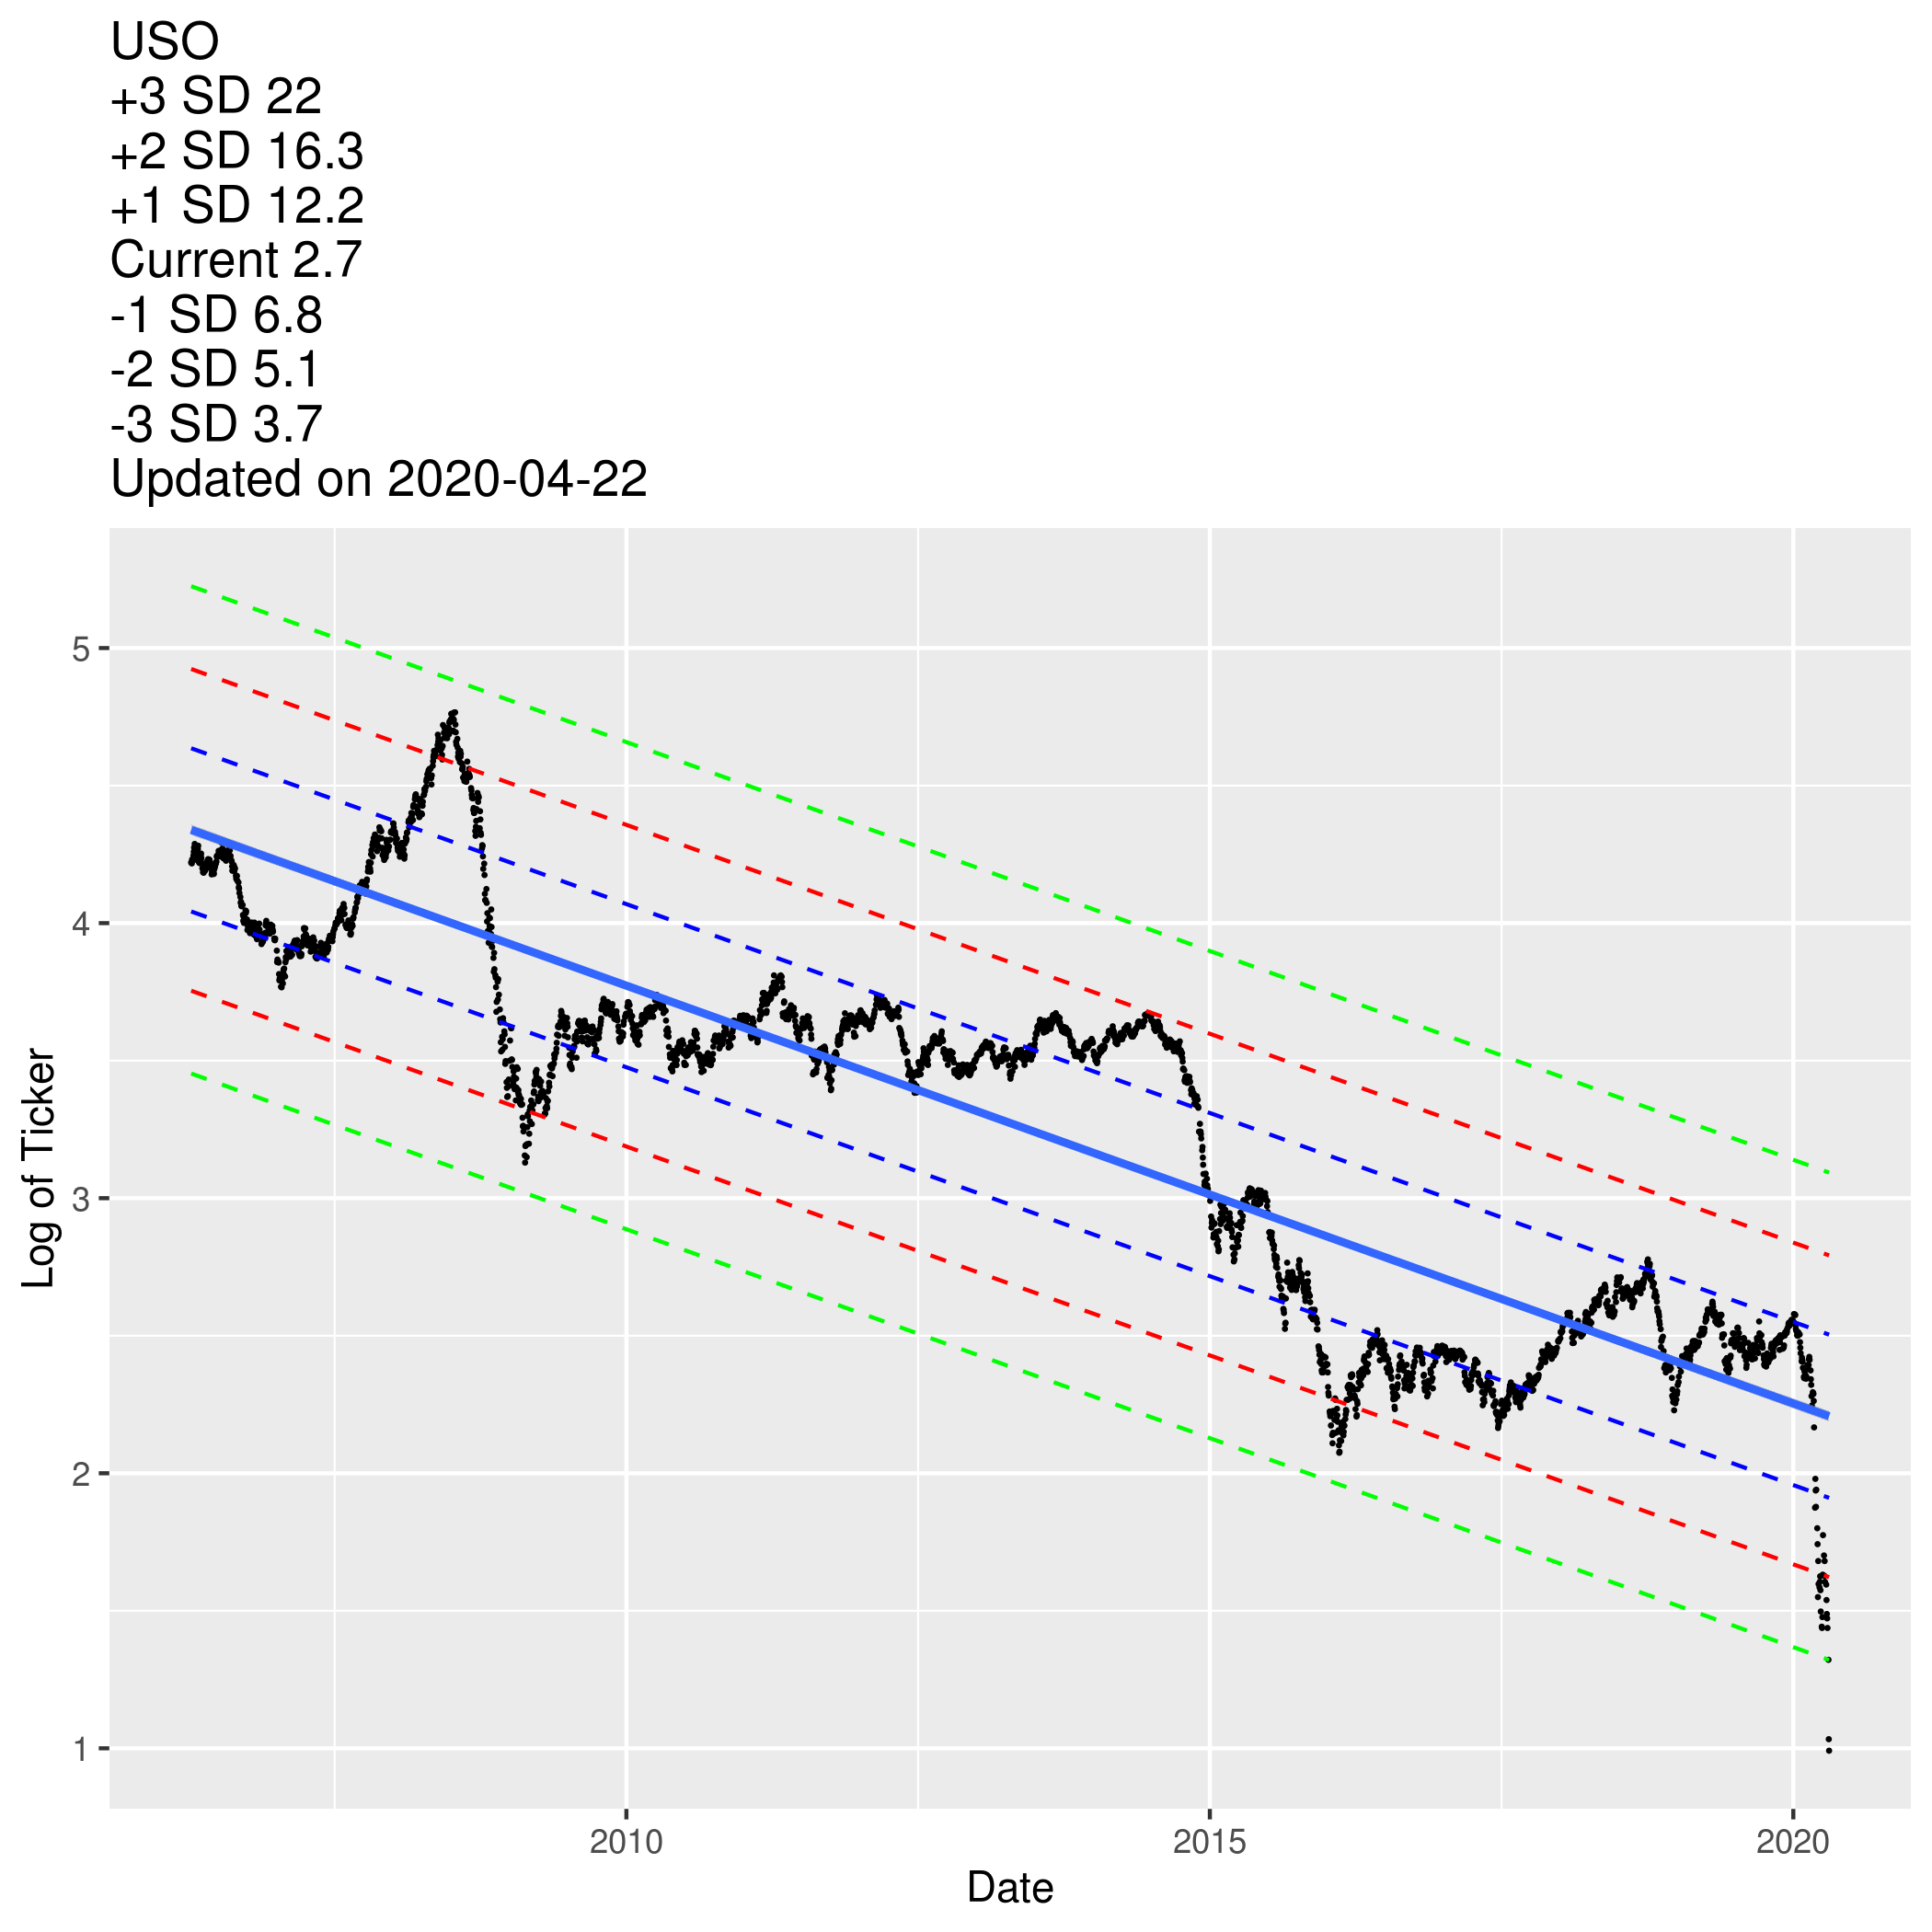 USO
+3 SD 22
+2 SD 16.3
+1 SD 12.2
Current 2.7
-1 SD 6.8
-2 SD 5.1
-3 SD 3.7
Updated on 2020-04-22
5
4
3
2
1
Log of Ticker
2010 2015 2020
Date